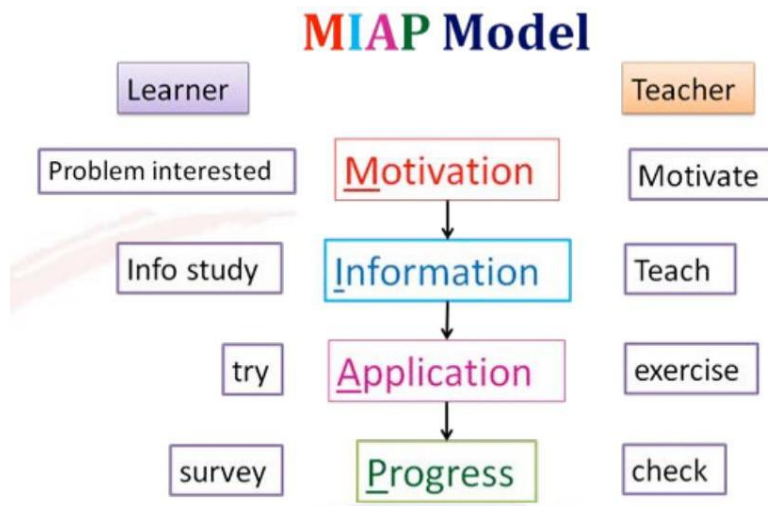 MIAP Model
Learner
Teacher
Problem interested
Motivation
Motivate
Info study
Information
Teach
try
Application
exercise
survey
Progress
check